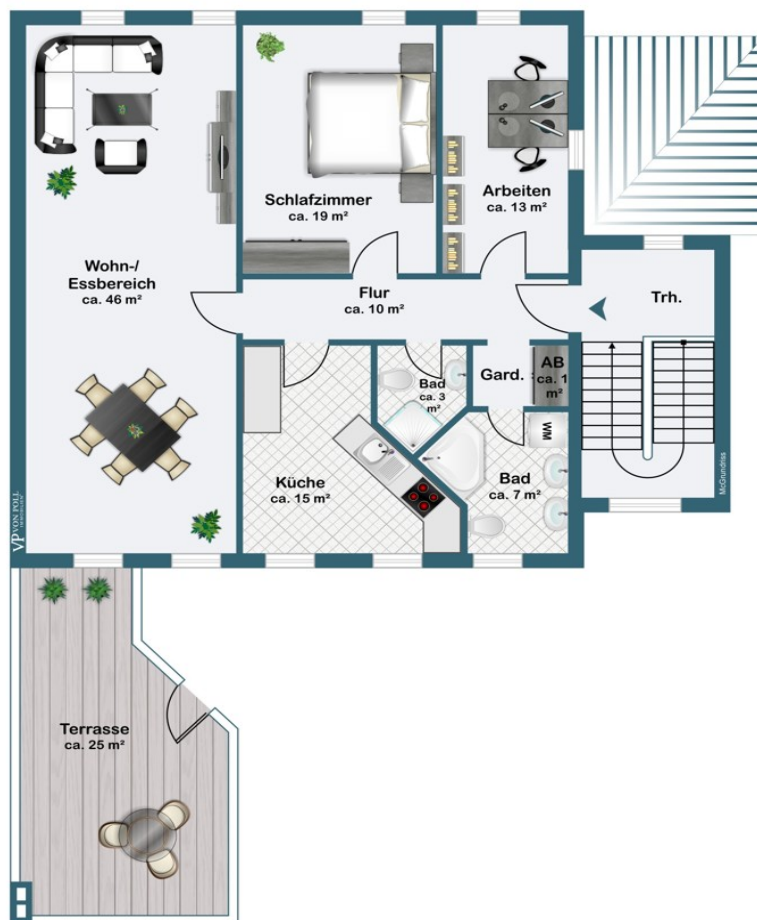 Schlafzimmer
ca. 19 m²
Arbeiten
ca. 13 m²
Wohn-/
Essbereich
ca. 46 m²
Flur
ca. 10 m²
Trh.
Bad
ca. 3
m²
Gard.
AB
ca. 1
m²
WM
Küche
ca. 15 m²
Bad
ca. 7 m²
McGrundriss
VP VON POLL
IMMOBILIEN
Terrasse
ca. 25 m²